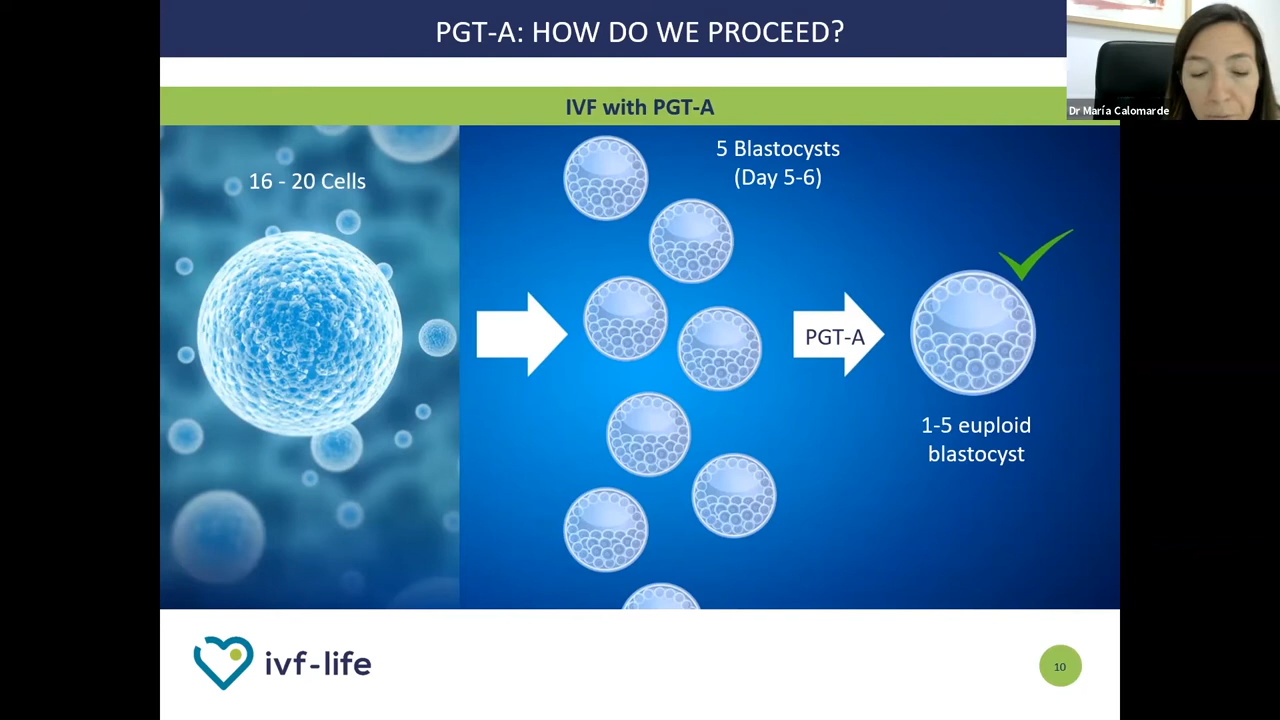 PGT-A: HOW DO WE PROCEED?
Dr María Calomarde
IVF with PGT-A
16 - 20 Cells
5 Blastocysts
(Day 5-6)
PGT-A
1-5 euploid
blastocyst
ivf-life
10